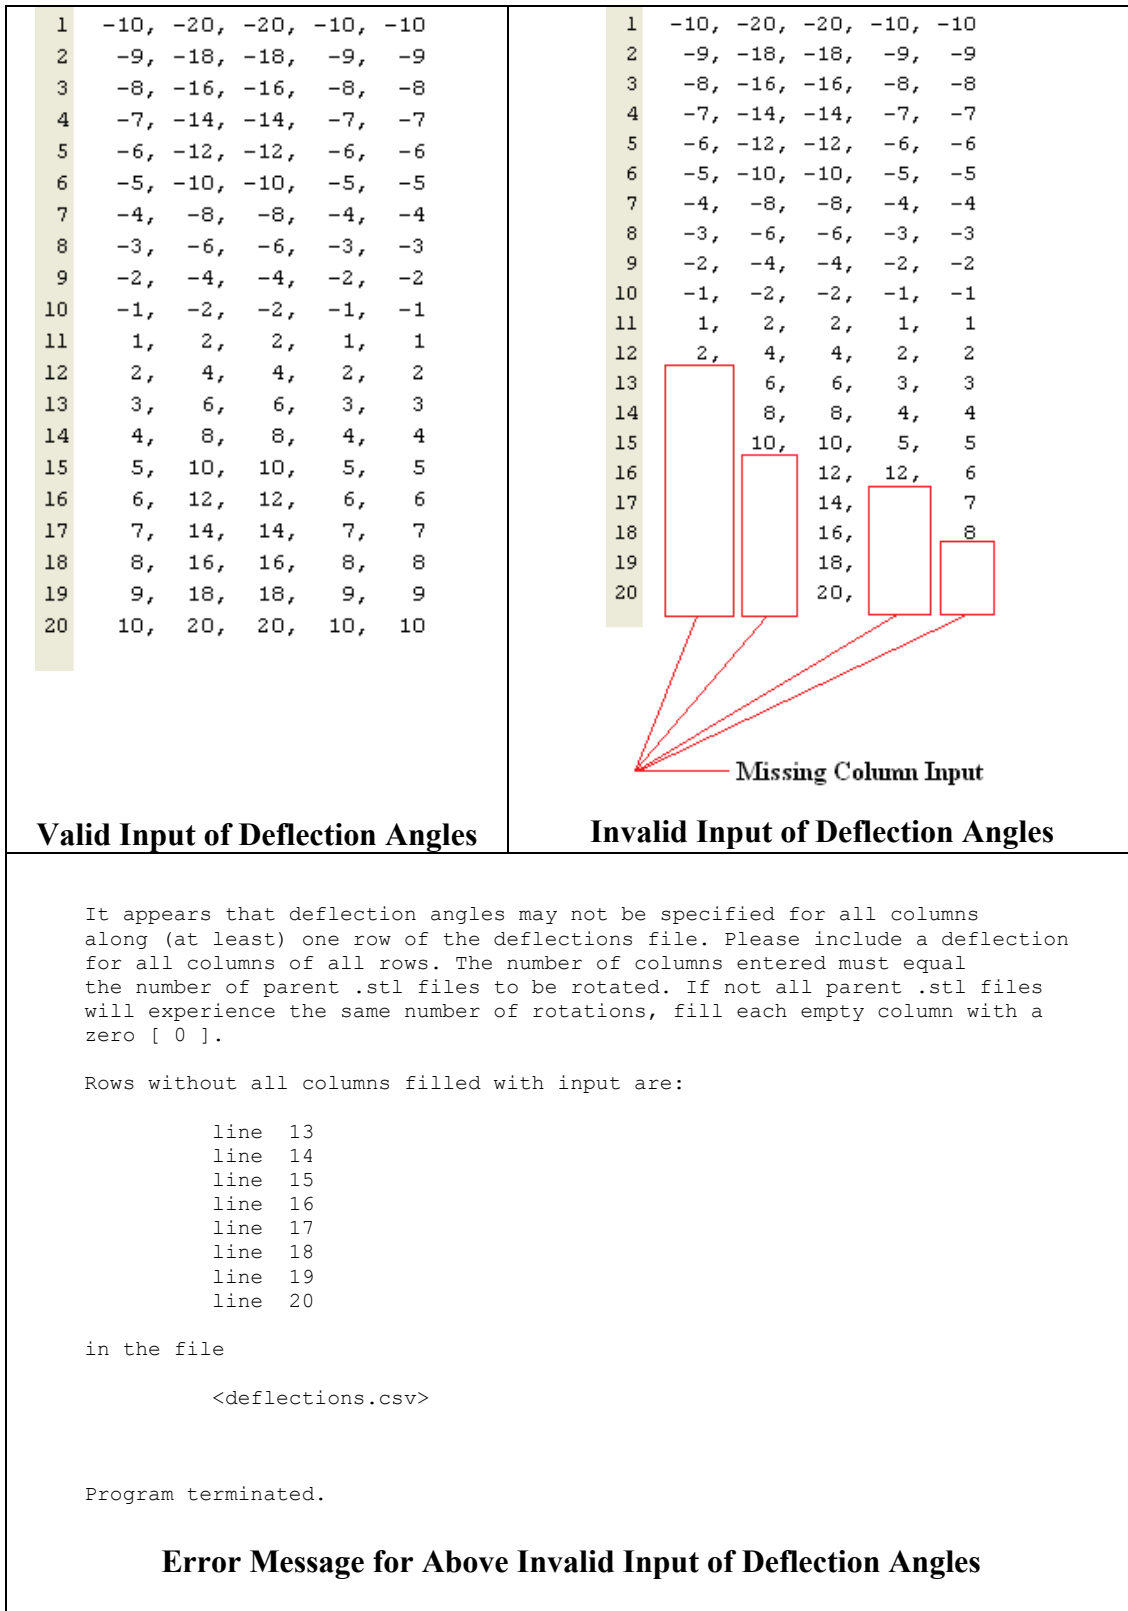 1 -10, -20, -20, -10, -10
2 -9, -18, -18, -9, -9
3 -8, -16, -16, -8, -8
4 -7, -14, -14, -7, -7
5 -6, -12, -12, -6, -6
6 -5, -10, -10, -5, -5
7 -4, -8, -8, -4, -4
8 -3, -6, -6, -3, -3
9 -2, -4, -4, -2, -2
10 -1, -2, -2, -1, -1
11 1, 2, 2, 1, 1
12 2, 4, 4, 2, 2
13 3, 6, 6, 3, 3
14 4, 8, 8, 4, 4
15 5, 10, 10, 5, 5
16 6, 12, 12, 6, 6
17 7, 14, 14, 7, 7
18 8, 16, 16, 8, 8
19 9, 18, 18, 9, 9
20 10, 20, 20, 10, 10
Valid Input of Deflection Angles
1 -10, -20, -20, -10, -10
2 -9, -18, -18, -9, -9
3 -8, -16, -16, -8, -8
4 -7, -14, -14, -7, -7
5 -6, -12, -12, -6, -6
6 -5, -10, -10, -5, -5
7 -4, -8, -8, -4, -4
8 -3, -6, -6, -3, -3
9 -2, -4, -4, -2, -2
10 -1, -2, -2, -1, -1
11 1, 2, 2, 1, 1
12 2, 4, 4, 2, 2
13 6, 6, 3, 3
14 8, 8, 4, 4
15 10, 10, 5, 5
16 12, 12, 6
17 14, 7
18 16, 8
19 18,
20 20,
Missing Column Input
Invalid Input of Deflection Angles
It appears that deflection angles may not be specified for all columns
along (at least) one row of the deflections file. Please include a deflection
for all columns of all rows. The number of columns entered must equal
the number of parent .stl files to be rotated. If not all parent .stl files
will experience the same number of rotations, fill each empty column with a
zero [ 0 ].
Rows without all columns filled with input are:
line 13
line 14
line 15
line 16
line 17
line 18
line 19
line 20
in the file
<deflections.csv>
Program terminated.
Error Message for Above Invalid Input of Deflection Angles